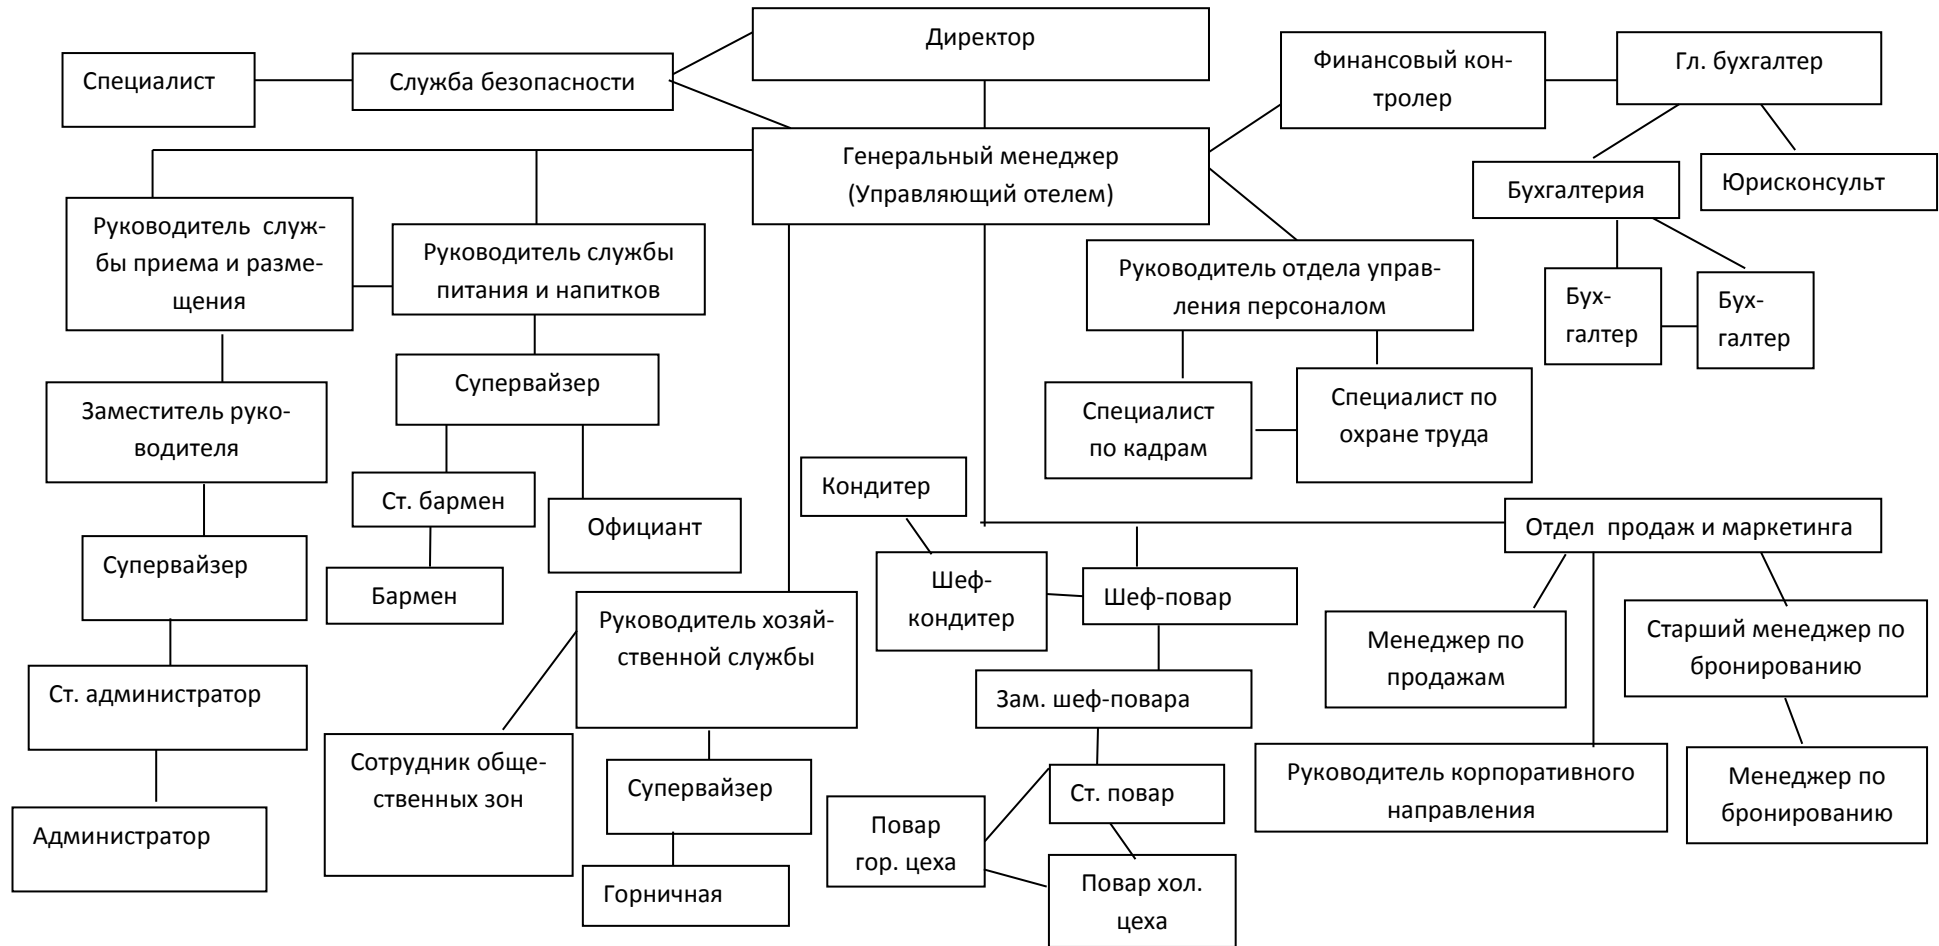 Директор
Специалист
Служба безопасности
Финансовый кон-
тролер
Гл. бухгалтер
Генеральный менеджер
(Управляющий отелем)
Бухгалтерия
Юрисконсульт
Руководитель служ-
бы приема и разме-
щения
Руководитель службы
питания и напитков
Руководитель отдела управ-
ления персоналом
Бух-
галтер
Бух-
галтер
Заместитель руко-
водителя
Супервайзер
Специалист
по кадрам
Специалист по
охране труда
Ст. бармен
Официант
Кондитер
Отдел продаж и маркетинга
Супервайзер
Бармен
Шеф-
кондитер
Шеф-повар
Руководитель хозяй-
ственной службы
Менеджер по
продажам
Старший менеджер по
бронированию
Ст. администратор
Зам. шеф-повара
Сотрудник обще-
ственных зон
Супервайзер
Ст. повар
Руководитель корпоративного
направления
Менеджер по
бронированию
Администратор
Повар
гор. цеха
Горничная
Повар хол.
цеха